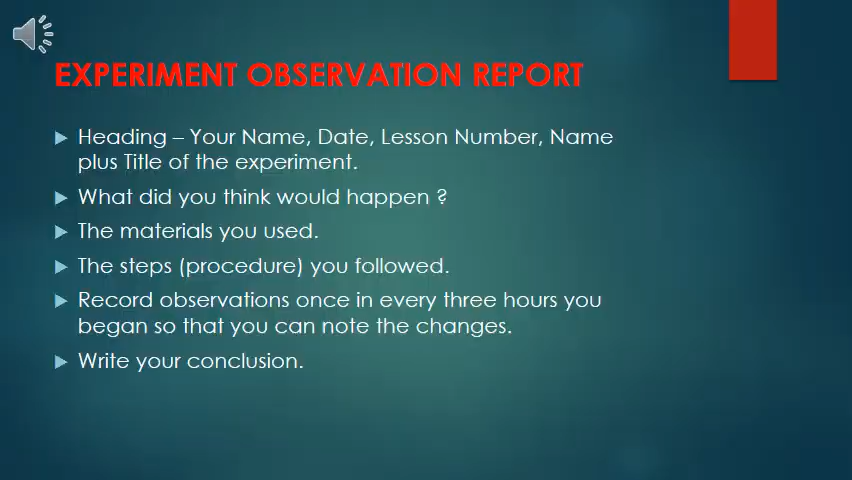 EXPERIMENT OBSERVATION REPORT
Heading – Your Name, Date, Lesson Number, Name
plus Title of the experiment.
What did you think would happen ?
The materials you used.
The steps (procedure) you followed.
Record observations once in every three hours you
began so that you can note the changes.
Write your conclusion.